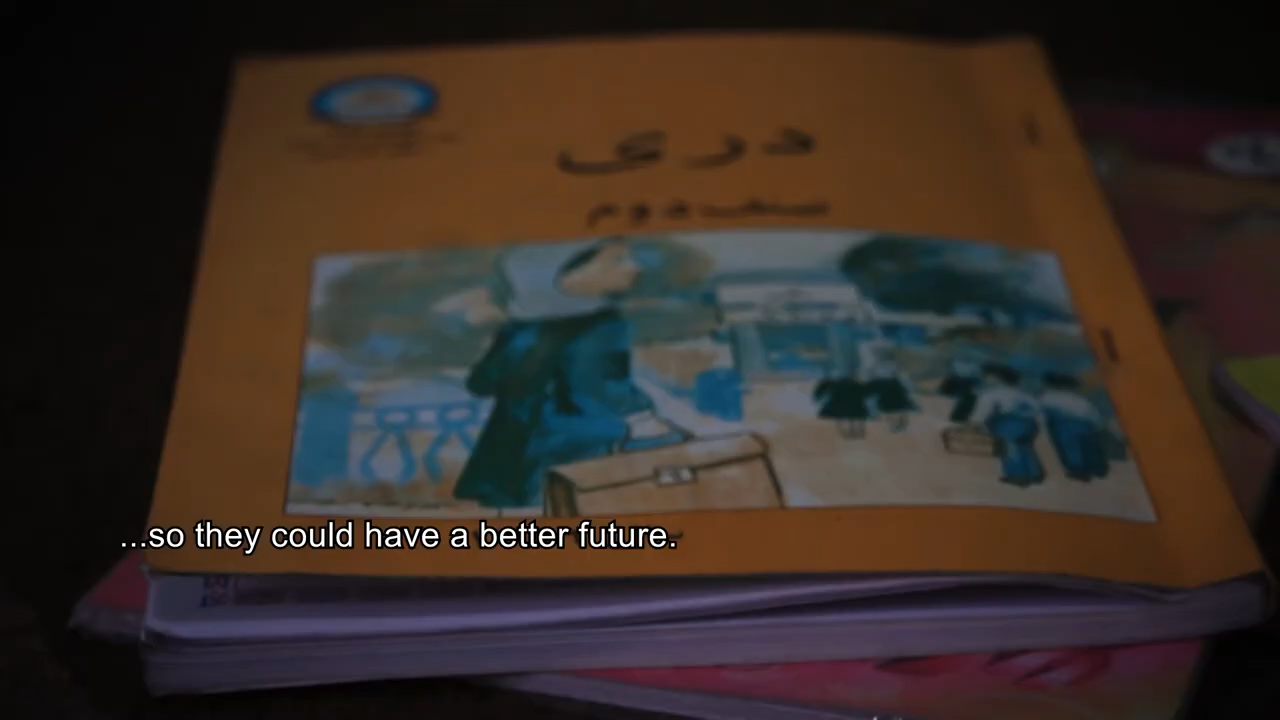 دری
صنف دوم
...so they could have a better future.